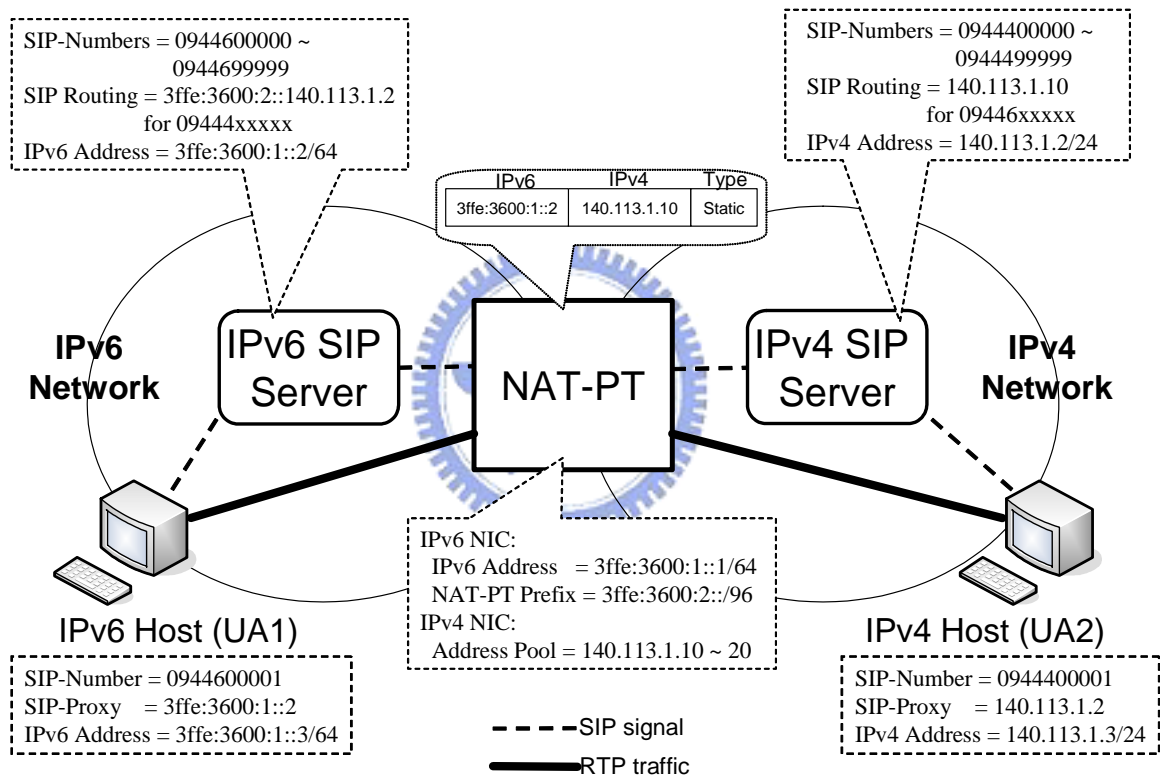 SIP-Numbers = 0944600000 ~
0944699999
SIP Routing = 3ffe:3600:2::140.113.1.2
for 09444xxxxx
IPv6 Address = 3ffe:3600:1::2/64
SIP-Numbers = 0944400000 ~
0944499999
SIP Routing = 140.113.1.10
for 09446xxxxx
IPv4 Address = 140.113.1.2/24
IPv6 IPv4 Type
3ffe:3600:1::2 140.113.1.10 Static
IPv6
Network
IPv6 SIP
Server
NAT-PT
IPv4 SIP
Server
IPv4
Network
IPv6 NIC:
IPv6 Address = 3ffe:3600:1::1/64
NAT-PT Prefix = 3ffe:3600:2::/96
IPv4 NIC:
Address Pool = 140.113.1.10 ~ 20
IPv6 Host (UA1)
SIP-Number = 0944600001
SIP-Proxy = 3ffe:3600:1::2
IPv6 Address = 3ffe:3600:1::3/64
IPv4 Host (UA2)
SIP-Number = 0944400001
SIP-Proxy = 140.113.1.2
IPv4 Address = 140.113.1.3/24
SIP signal
RTP traffic